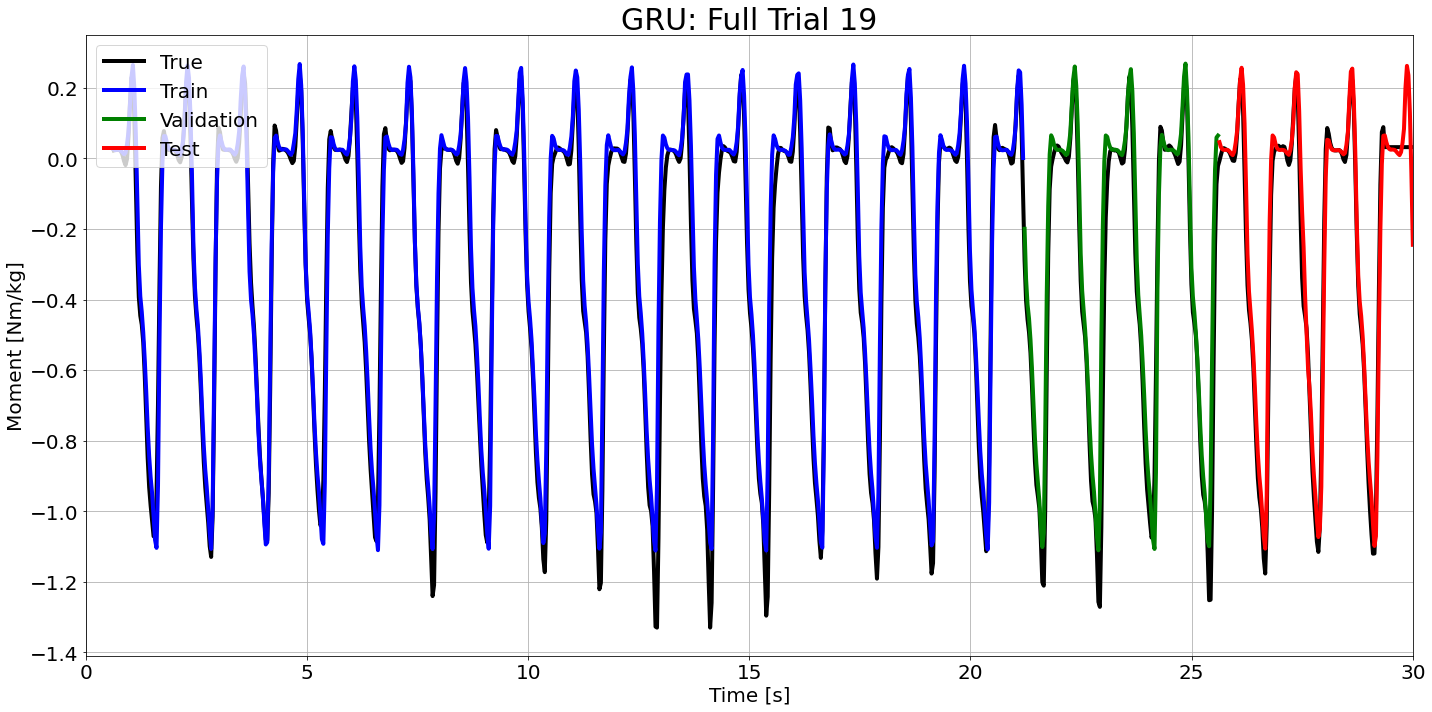 GRU: Full Trial 19
True
Train
Validation
Test
0.2
0.0
−0.2
−0.4
−0.6
−0.8
−1.0
−1.2
−1.4
Moment [Nm/kg]
0 5 10 15 20 25 30
Time [s]